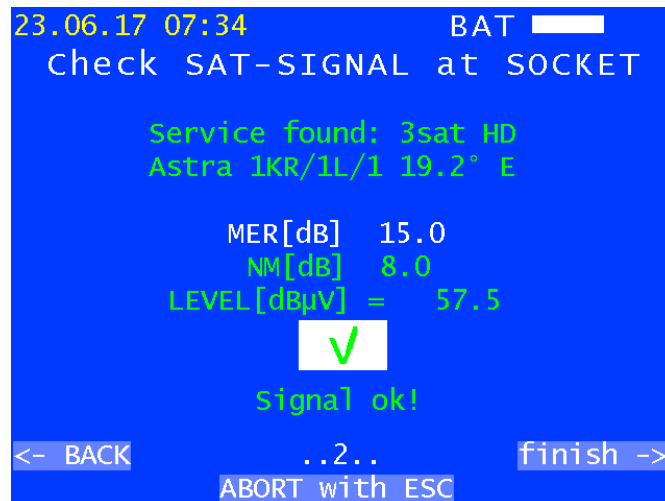 23.06.17 07:34 BAT
Check SAT-SIGNAL at SOCKET
Service found: 3sat HD
Astra 1KR/1L/1 19.2° E
MER[dB] 15.0
NM[dB] 8.0
LEVEL[dBµV] = 57.5
√
Signal ok!
<- BACK ..2.. finish ->
ABORT with ESC